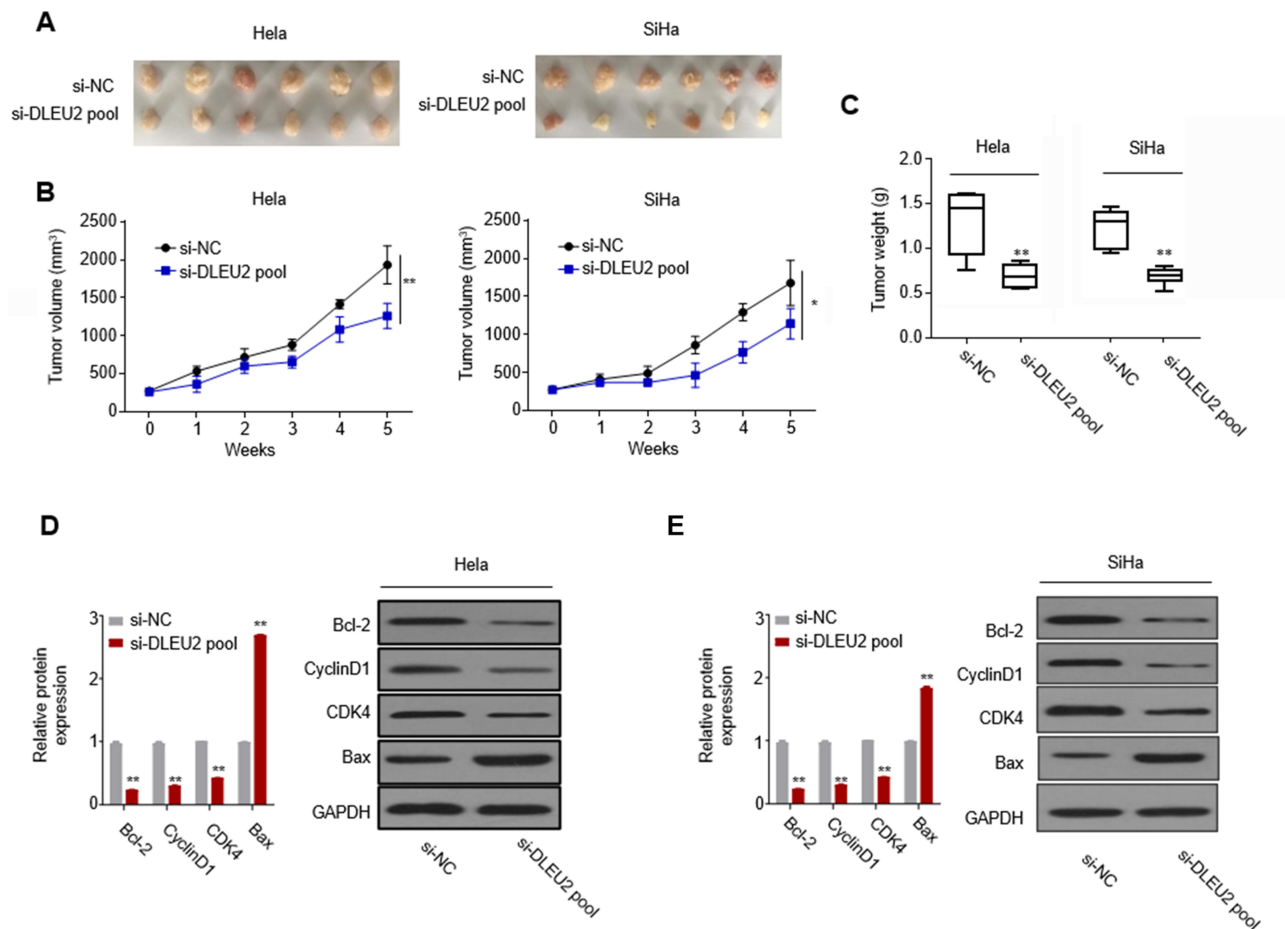 A
Hela
SiHa
si-NC
si-DLEU2 pool
si-NC
si-DLEU2 pool
B
Hela
Tumor volume (mm³)
2500
2000
1500
1000
500
0
si-NC
si-DLEU2 pool
**
0 1 2 3 4 5
Weeks
SiHa
Tumor volume (mm³)
2500
2000
1500
1000
500
0
si-NC
si-DLEU2 pool
*
0 1 2 3 4 5
Weeks
C
Hela
SiHa
Tumor weight (g)
2.0
1.5
1.0
0.5
0.0
**
**
si-NC
si-DLEU2 pool
si-NC
si-DLEU2 pool
D
Relative protein
expression
3
2
1
0
si-NC
si-DLEU2 pool
**
**
**
**
Bcl-2
CyclinD1
CDK4
Bax
Hela
Bcl-2
CyclinD1
CDK4
Bax
GAPDH
si-NC
si-DLEU2 pool
E
Relative protein
expression
3
2
1
0
si-NC
si-DLEU2 pool
**
**
**
**
Bcl-2
CyclinD1
CDK4
Bax
SiHa
Bcl-2
CyclinD1
CDK4
Bax
GAPDH
si-NC
si-DLEU2 pool